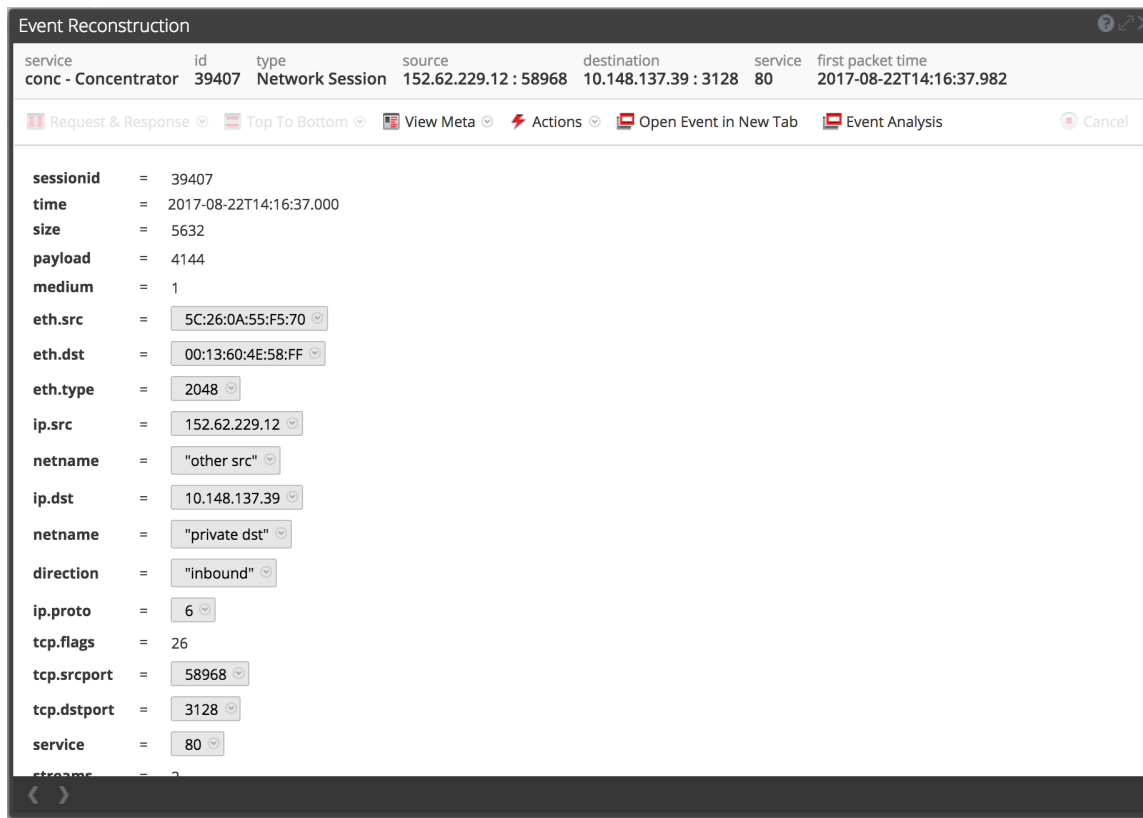 Event Reconstruction
service id type source destination service first packet time
conc - Concentrator 39407 Network Session 152.62.229.12 : 58968 10.148.137.39 : 3128 80 2017-08-22T14:16:37.982
Request & Response Top To Bottom View Meta Actions Open Event in New Tab Event Analysis Cancel
sessionid = 39407
time = 2017-08-22T14:16:37.000
size = 5632
payload = 4144
medium = 1
eth.src = 5C:26:0A:55:F5:70
eth.dst = 00:13:60:4E:58:FF
eth.type = 2048
ip.src = 152.62.229.12
netname = "other src"
ip.dst = 10.148.137.39
netname = "private dst"
direction = "inbound"
ip.proto = 6
tcp.flags = 26
tcp.srcport = 58968
tcp.dstport = 3128
service = 80
streams = 2